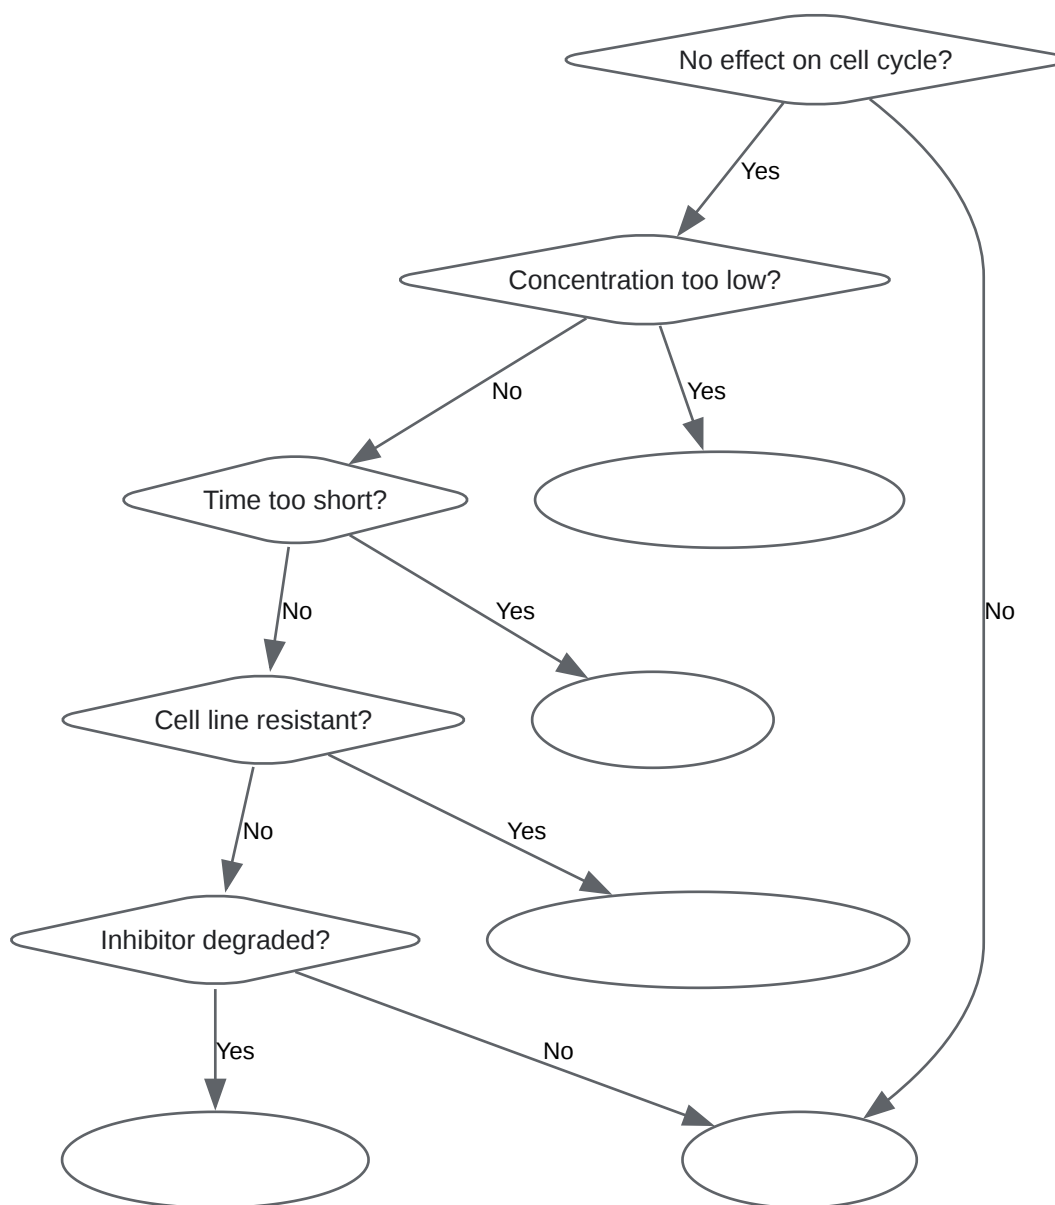 No effect on cell cycle?
Yes
Concentration too low?
No
Yes
Time too short?
No
Yes
No
Cell line resistant?
No
Yes
Inhibitor degraded?
Yes
No